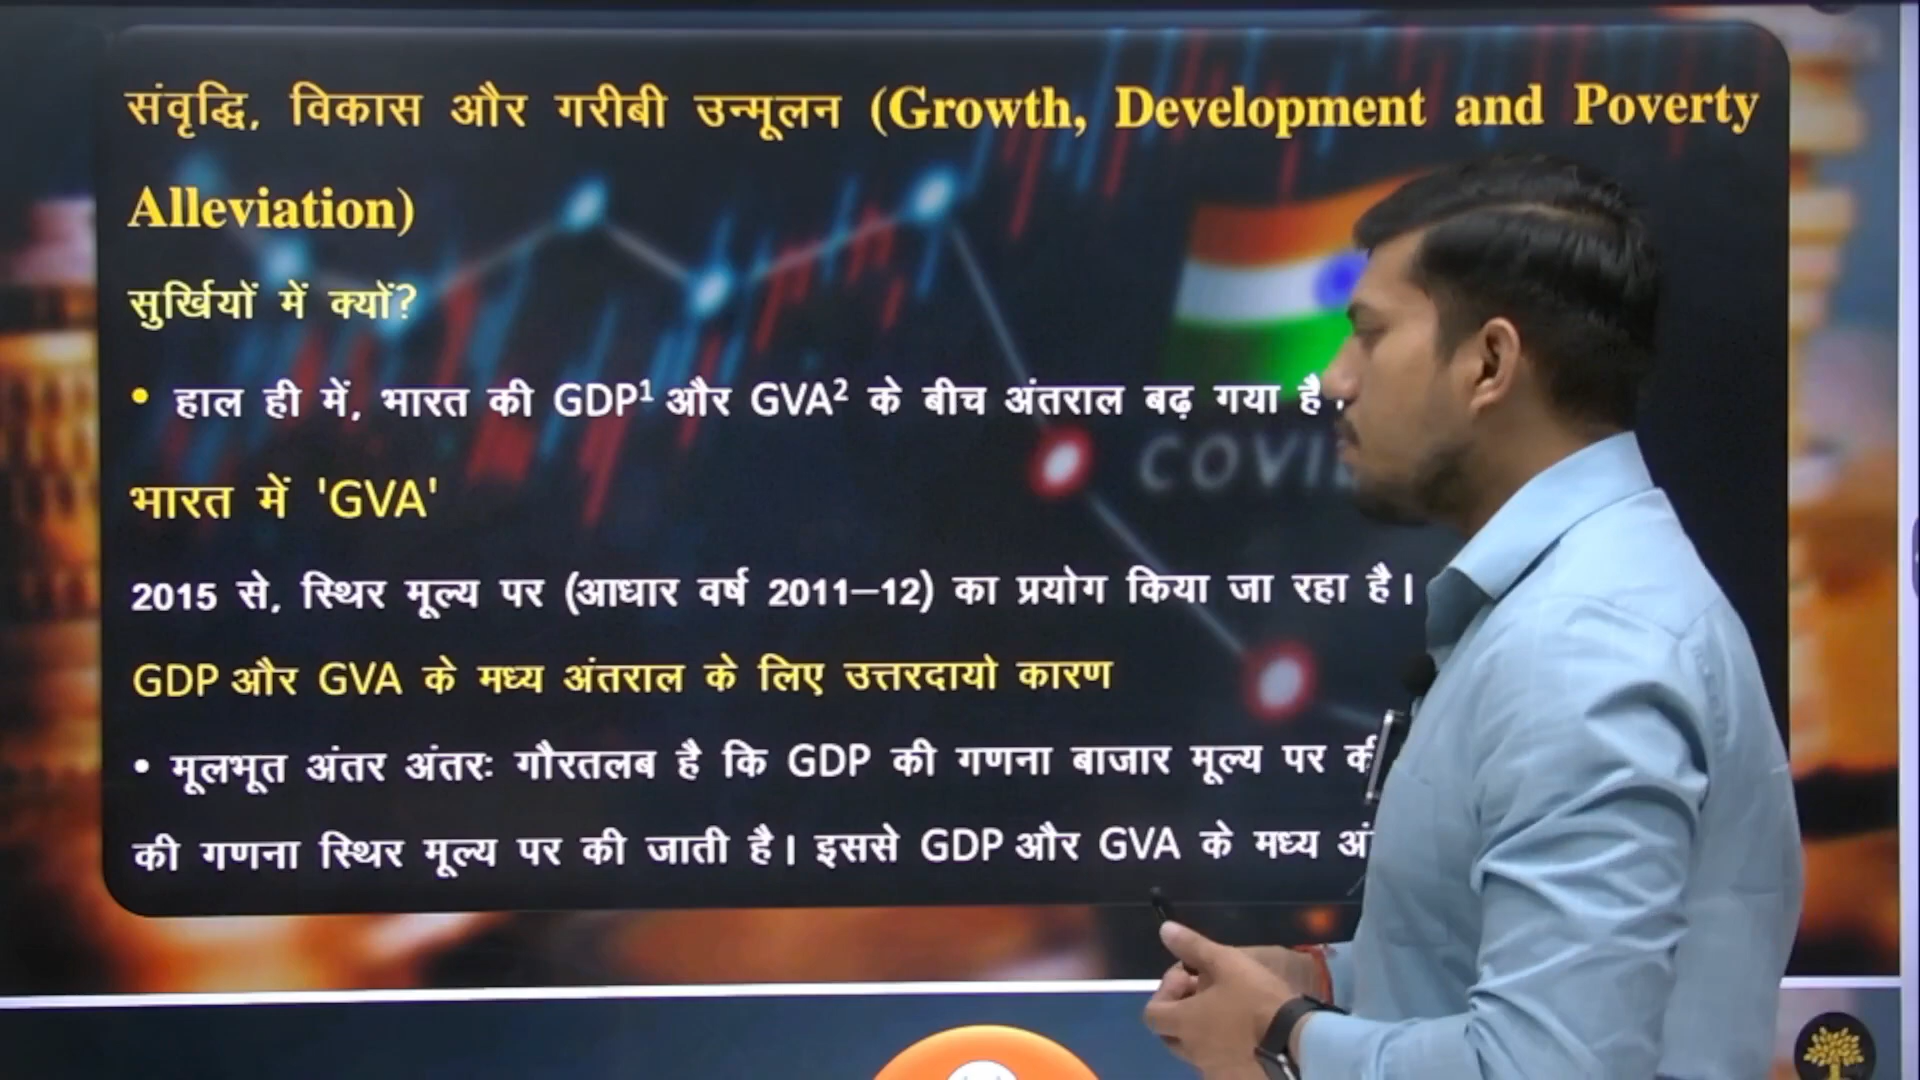 संवृद्धि, विकास और गरीबी उन्मूलन (Growth, Development and Poverty
Alleviation)
सुर्खियों में क्यों?
• हाल ही में, भारत की GDP¹ और GVA² के बीच अंतराल बढ़ गया है।
भारत में 'GVA'
2015 से, स्थिर मूल्य पर (आधार वर्ष 2011–12) का प्रयोग किया जा रहा है।
GDP और GVA के मध्य अंतराल के लिए उत्तरदायो कारण
• मूलभूत अंतर अंतरः गौरतलब है कि GDP की गणना बाजार मूल्य पर
की गणना स्थिर मूल्य पर की जाती है। इससे GDP और GVA के मध्य